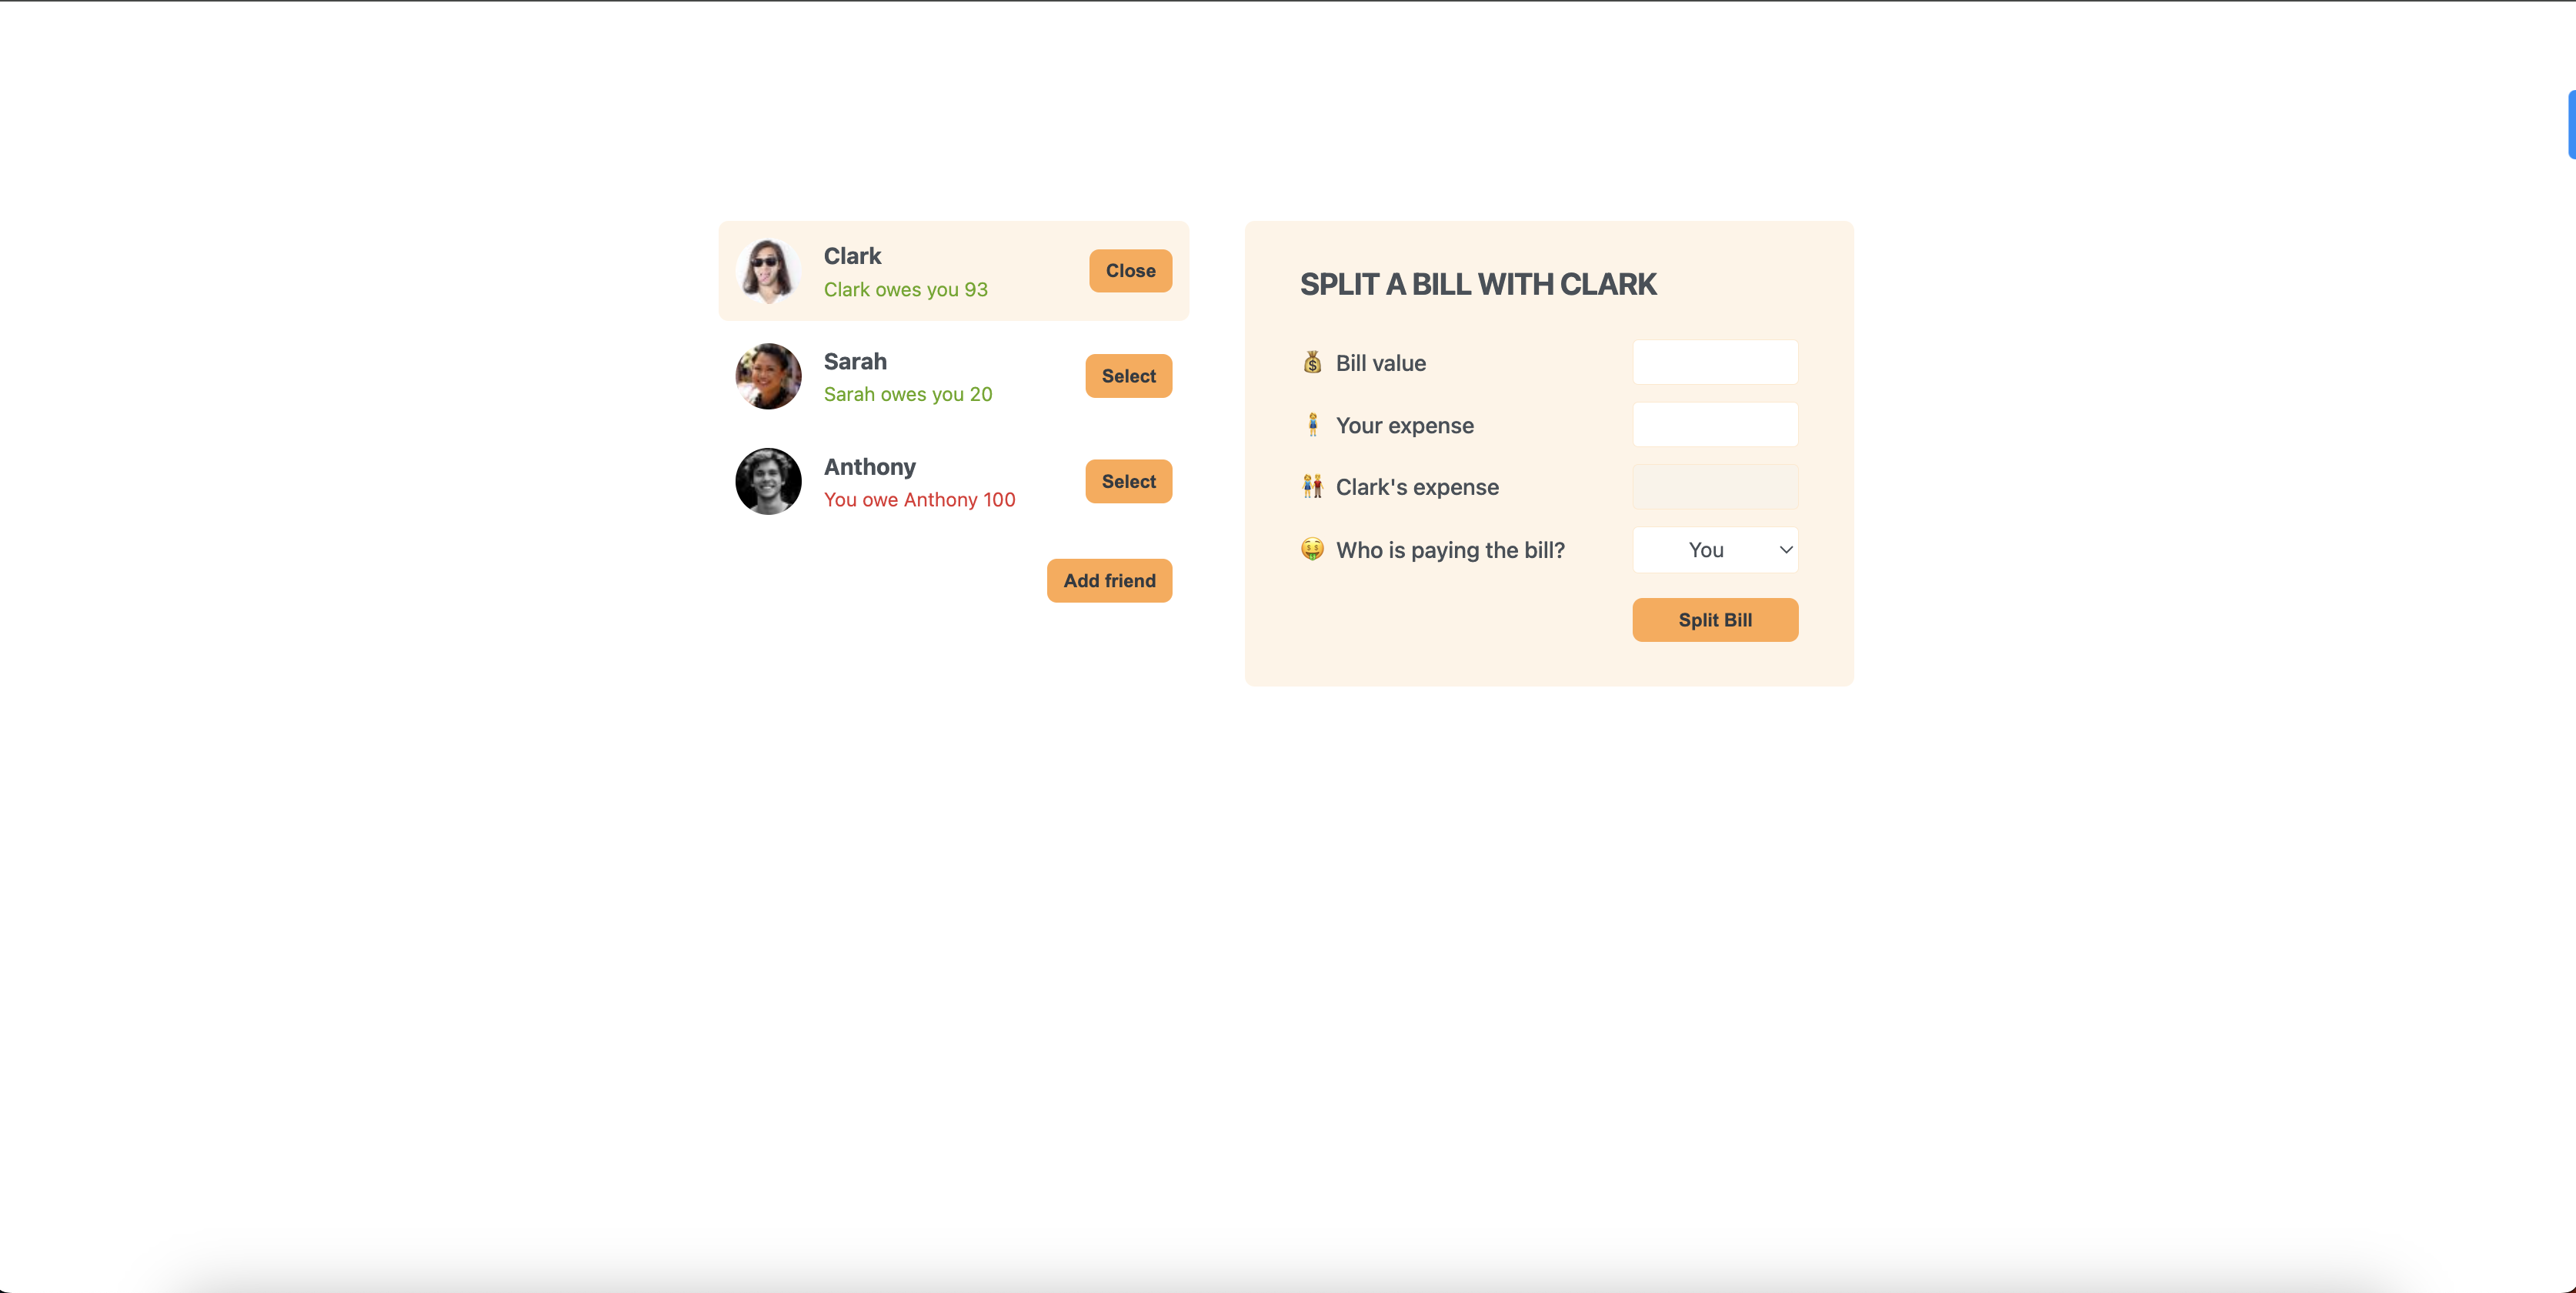 Clark
Clark owes you 93
Close
Sarah
Sarah owes you 20
Select
Anthony
You owe Anthony 100
Select
Add friend
SPLIT A BILL WITH CLARK
💰 Bill value
🧍‍♀️ Your expense
👫 Clark's expense
🤑 Who is paying the bill?
You
Split Bill